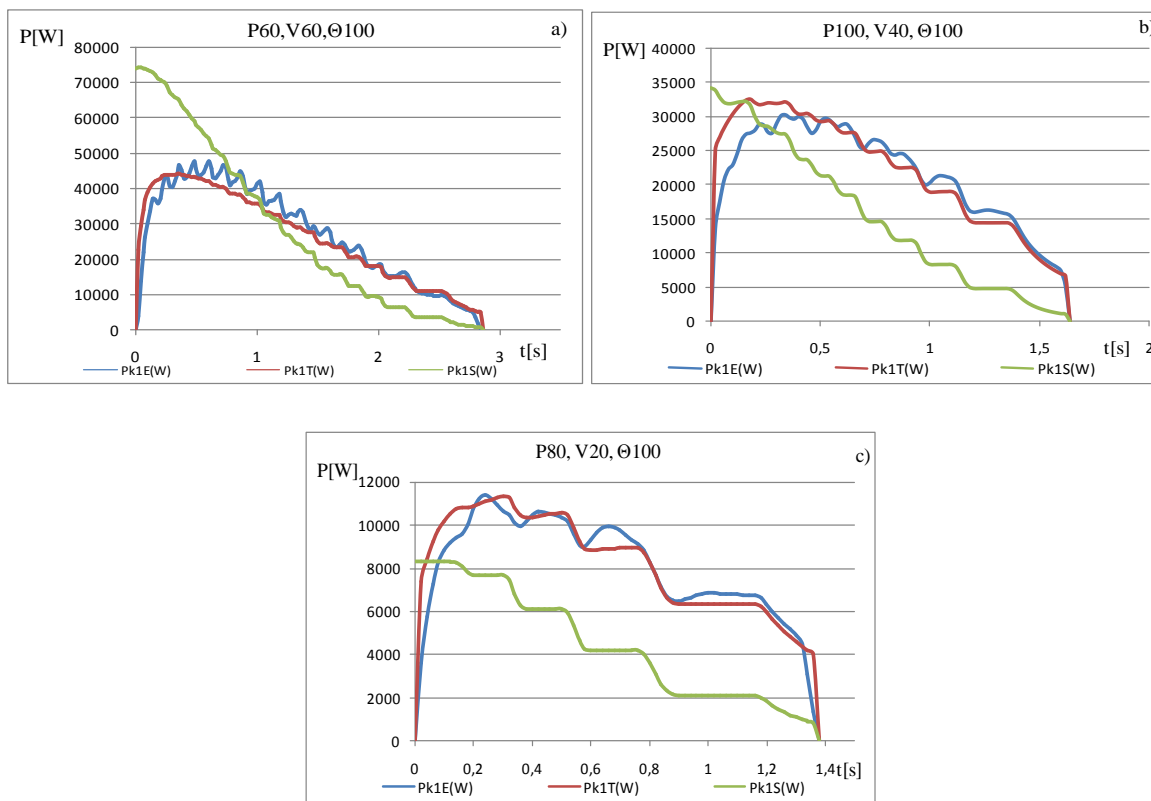 P60,V60,Θ100
a)
P[W]
80000
70000
60000
50000
40000
30000
20000
10000
0
0 1 2 3
t[s]
Pk1E(W) Pk1T(W) Pk1S(W)
P100, V40, Θ100
b)
P[W]
40000
35000
30000
25000
20000
15000
10000
5000
0
0 0,5 1 1,5 2
t[s]
Pk1E(W) Pk1T(W) Pk1S(W)
P80, V20, Θ100
c)
P[W]
12000
10000
8000
6000
4000
2000
0
0 0,2 0,4 0,6 0,8 1 1,2 1,4
t[s]
Pk1E(W) Pk1T(W) Pk1S(W)